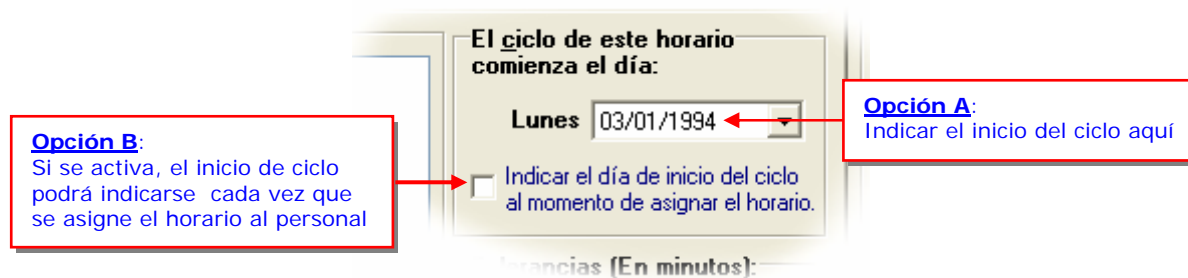 El ciclo de este horario
comienza el día:
Lunes 03/01/1994
Indicar el día de inicio del ciclo
al momento de asignar el horario.
Opción A:
Indicar el inicio del ciclo aquí
Opción B:
Si se activa, el inicio de ciclo
podrá indicarse cada vez que
se asigne el horario al personal
(En minutos):